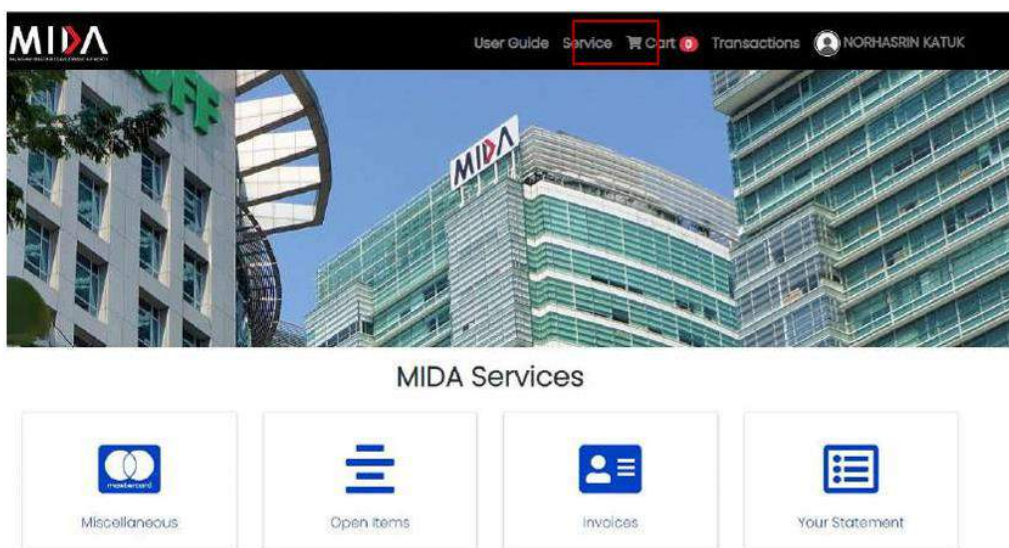 MIDA
User Guide Service Cart 0 Transactions NORHASRIN KATUK
OFF
MIDA
MIDA Services
mastercard
Miscellaneous Open Items Invoices Your Statement